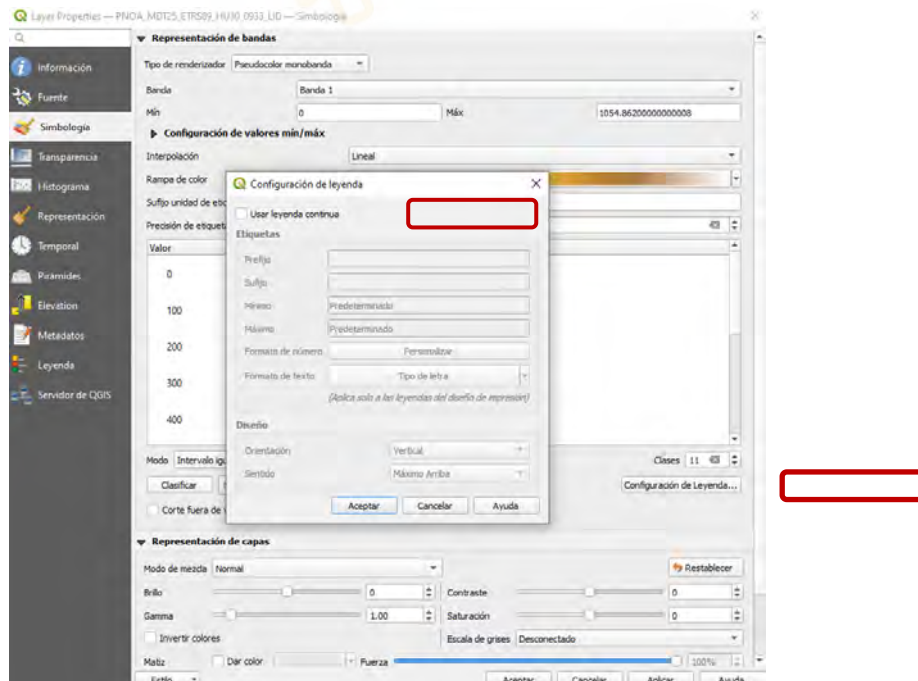 Layer Properties — PNOA_MDT25_ETRS89_HU30_0933_LID — Simbología
Información
Fuente
Simbología
Transparencia
Histograma
Representación
Temporal
Pirámides
Elevation
Metadatos
Leyenda
Servidor de QGIS
Representación de bandas
Tipo de renderizador Pseudocolor monobanda
Banda Banda 1
Mín 0 Máx 1054.86200000000008
Configuración de valores mín/máx
Interpolación Lineal
Rampa de color
Sufijo unidad de etiq
Precisión de etiquet
Valor
0
100
200
300
400
Modo Intervalo igu Clases 11
Clasificar Configuración de Leyenda...
Corte fuera de
Configuración de leyenda
Usar leyenda continua
Etiquetas
Prefijo
Sufijo
Mínimo Predeterminado
Máximo Predeterminado
Formato de número Personalizar
Formato de texto Tipo de letra
(Aplica solo a las leyendas del diseño de impresión)
Diseño
Orientación Vertical
Sentido Máximo Arriba
Aceptar Cancelar Ayuda
Representación de capas
Modo de mezcla Normal Restablecer
Brillo 0 Contraste 0
Gamma 1.00 Saturación 0
Invertir colores Escala de grises Desconectado
Matiz Dar color Fuerza 100%
Estilo Aceptar Cancelar Aplicar Ayuda